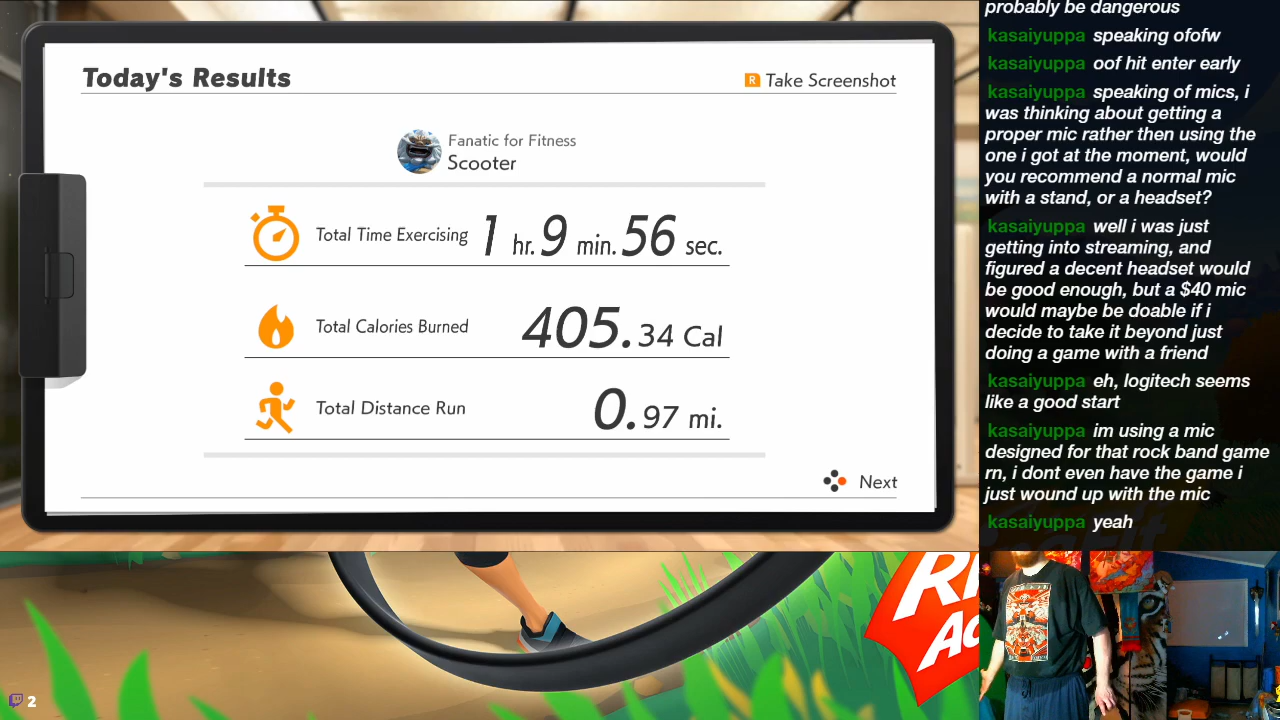 Today's Results
R Take Screenshot
Fanatic for Fitness
Scooter
Total Time Exercising 1 hr. 9 min. 56 sec.
Total Calories Burned 405.34 Cal
Total Distance Run 0.97 mi.
Next
2
probably be dangerous
kasaiyuppa speaking ofofw
kasaiyuppa oof hit enter early
kasaiyuppa speaking of mics, i
was thinking about getting a
proper mic rather then using the
one i got at the moment, would
you recommend a normal mic
with a stand, or a headset?
kasaiyuppa well i was just
getting into streaming, and
figured a decent headset would
be good enough, but a $40 mic
would maybe be doable if i
decide to take it beyond just
doing a game with a friend
kasaiyuppa eh, logitech seems
like a good start
kasaiyuppa im using a mic
designed for that rock band game
rn, i dont even have the game i
just wound up with the mic
kasaiyuppa yeah